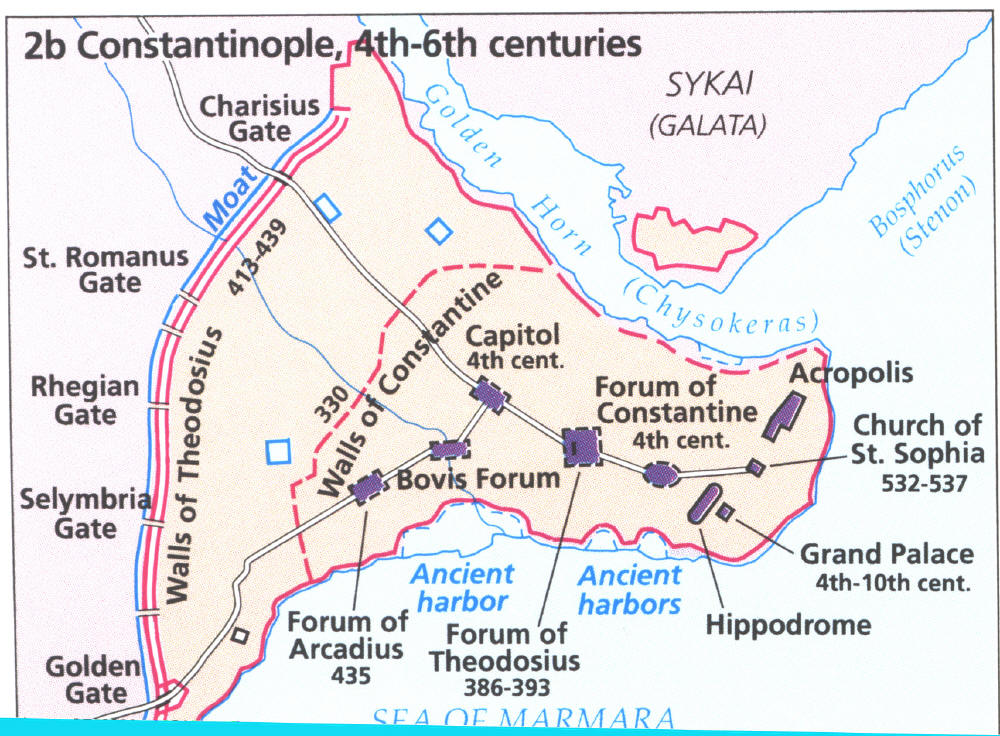 2b Constantinople, 4th-6th centuries
SYKAI
(GALATA)
Charisius
Gate
Golden
Horn
(Chysokeras)
Bosphorus
(Stenon)
Moat
St. Romanus
Gate
413-439
Walls of Constantine
330
Capitol
4th cent.
Walls of Theodosius
Rhegian
Gate
Forum of
Constantine
4th cent.
Acropolis
Church of
St. Sophia
532-537
Bovis Forum
Selymbria
Gate
Grand Palace
4th-10th cent.
Ancient
harbor
Ancient
harbors
Hippodrome
Forum of
Arcadius
435
Forum of
Theodosius
386-393
Golden
Gate
SEA OF MARMARA